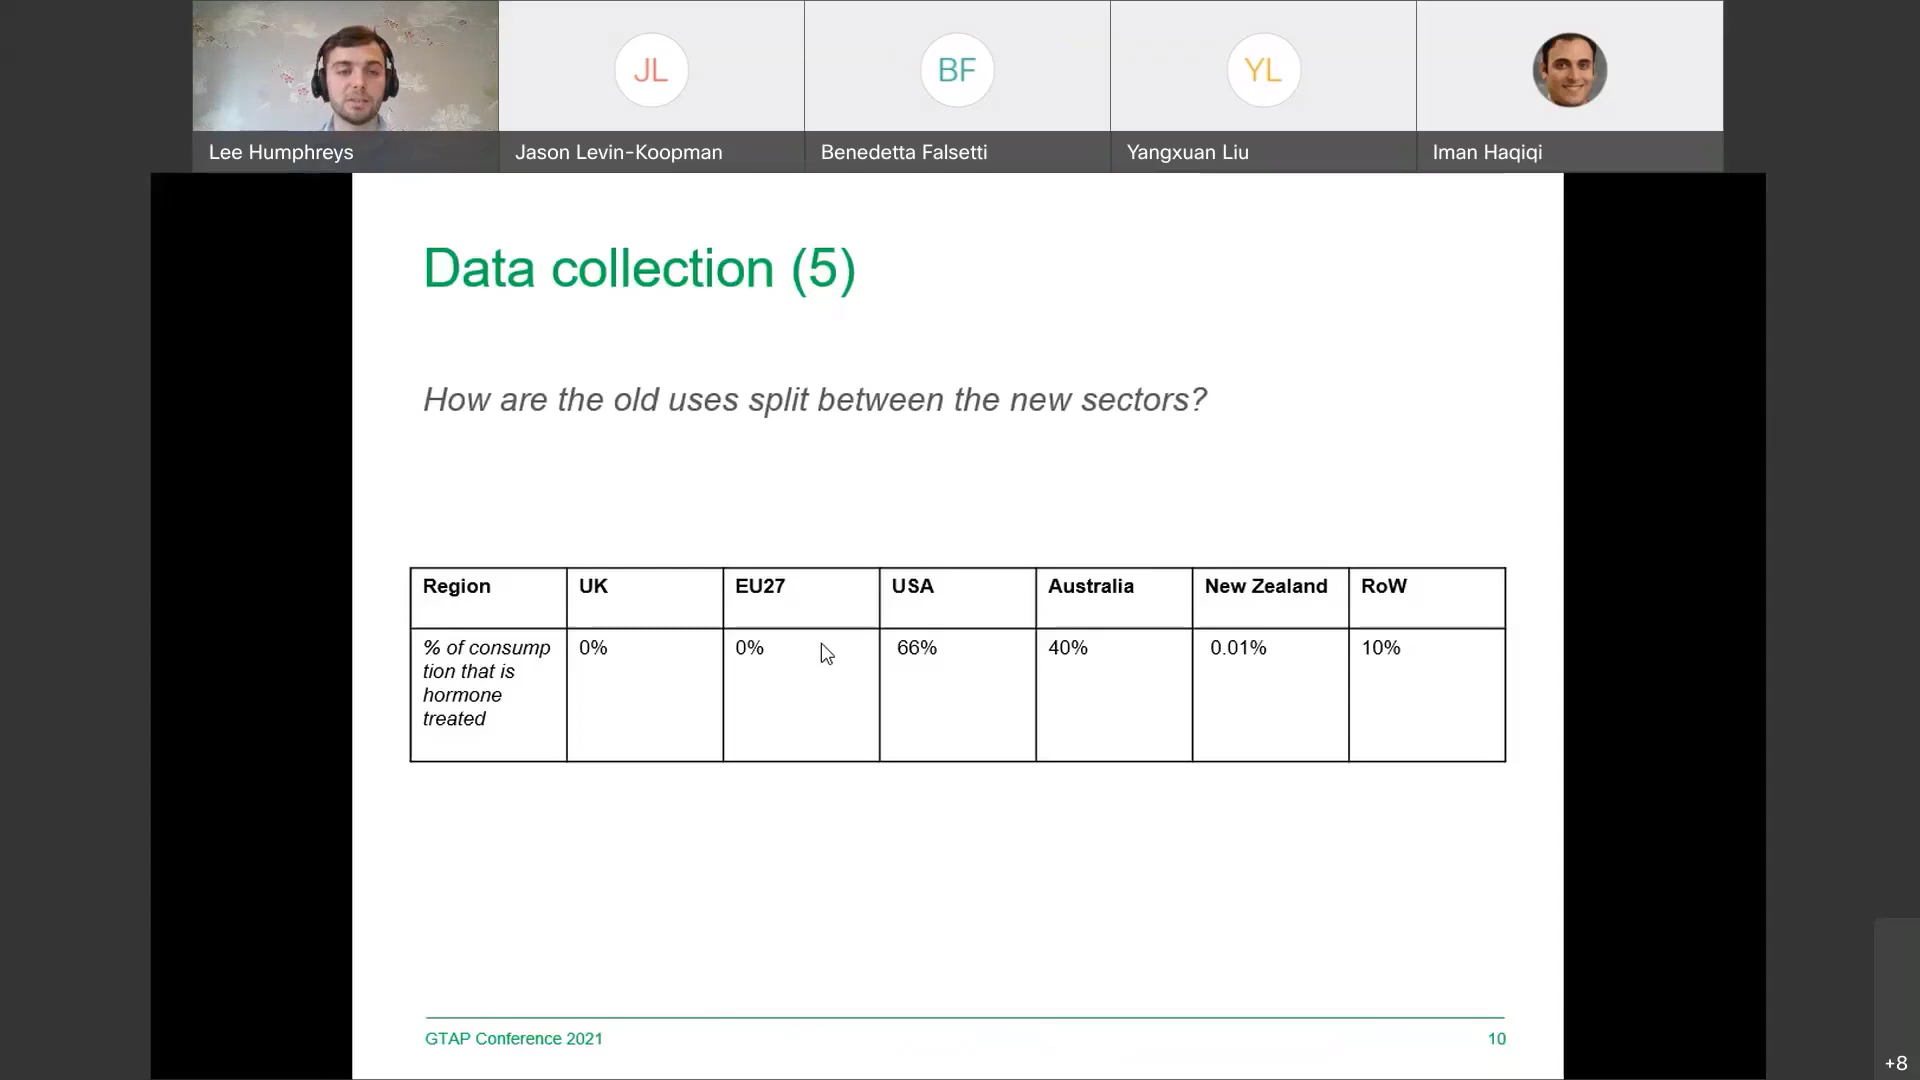 JL
BF
YL
Lee Humphreys
Jason Levin-Koopman
Benedetta Falsetti
Yangxuan Liu
Iman Haqiqi
Data collection (5)
How are the old uses split between the new sectors?
Region UK EU27 USA Australia New Zealand RoW
% of consump
tion that is
hormone
treated
0% 0% 66% 40% 0.01% 10%
GTAP Conference 2021
10
+8